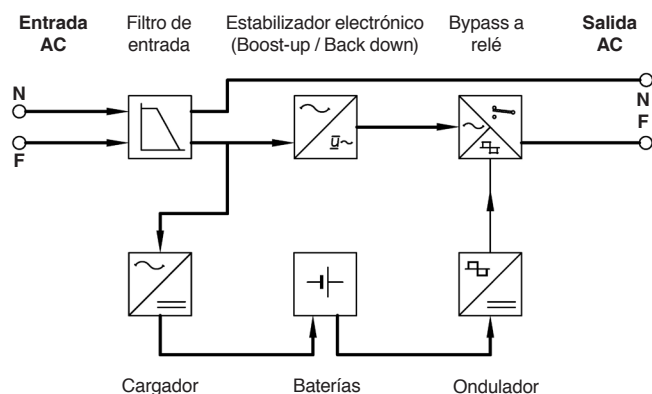 Entrada
AC
Filtro de
entrada
Estabilizador electrónico
(Boost-up / Back down)
Bypass a
relé
Salida
AC
N
F
u~
N
F
Cargador
Baterías
Ondulador